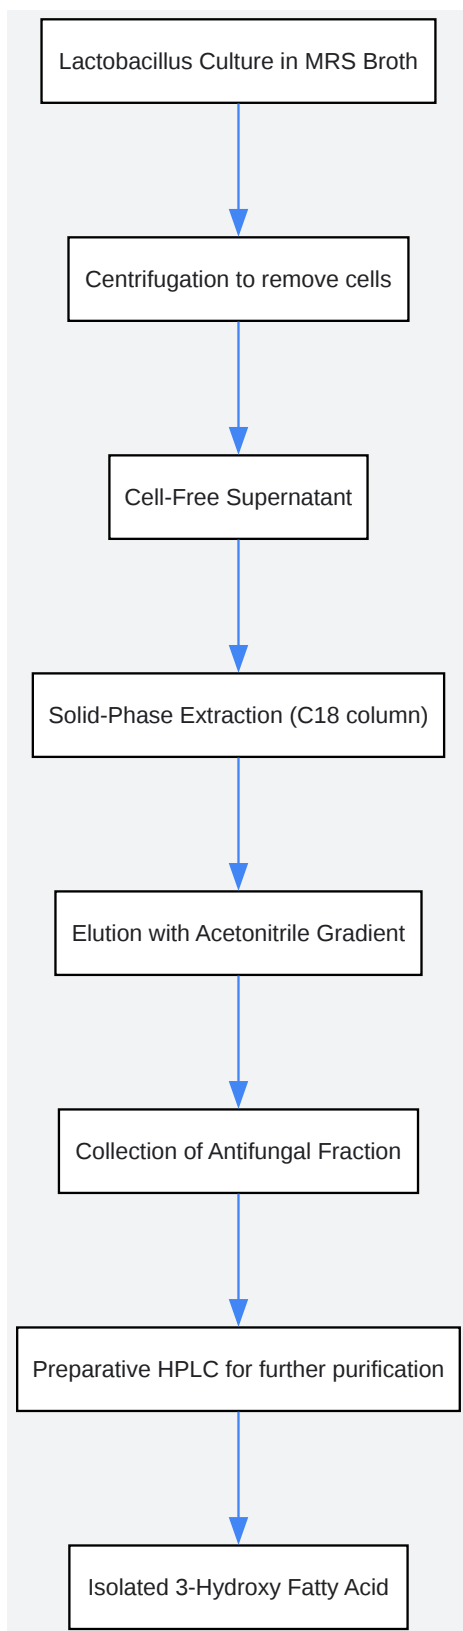 Lactobacillus Culture in MRS Broth
Centrifugation to remove cells
Cell-Free Supernatant
Solid-Phase Extraction (C18 column)
Elution with Acetonitrile Gradient
Collection of Antifungal Fraction
Preparative HPLC for further purification
Isolated 3-Hydroxy Fatty Acid